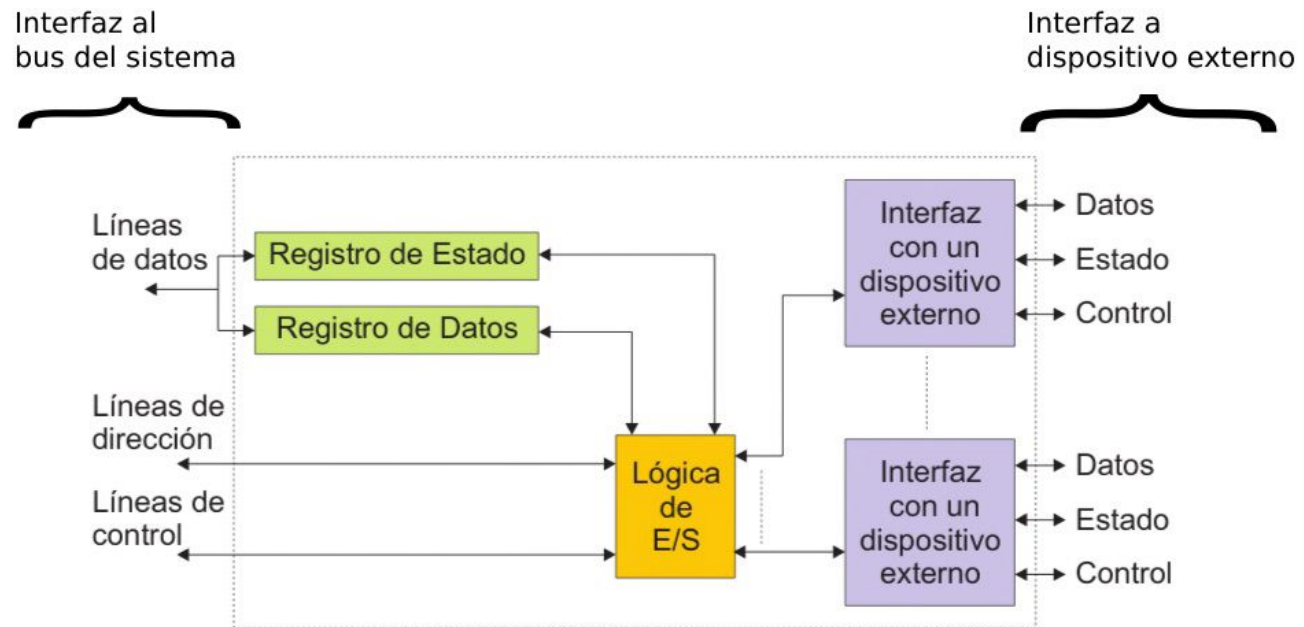 Interfaz al
bus del sistema
Interfaz a
dispositivo externo
Líneas
de datos
Registro de Estado
Registro de Datos
Líneas de
dirección
Líneas de
control
Lógica
de
E/S
Interfaz
con un
dispositivo
externo
Datos
Estado
Control
Interfaz
con un
dispositivo
externo
Datos
Estado
Control